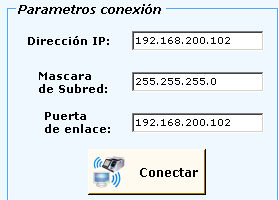 Parametros conexión
Dirección IP: 192.168.200.102
Mascara
de Subred: 255.255.255.0
Puerta
de enlace: 192.168.200.102
Conectar